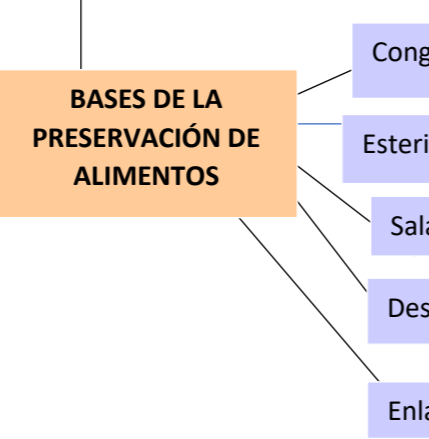 BASES DE LA
PRESERVACIÓN DE
ALIMENTOS
Cong
Esteri
Sala
Des
Enla